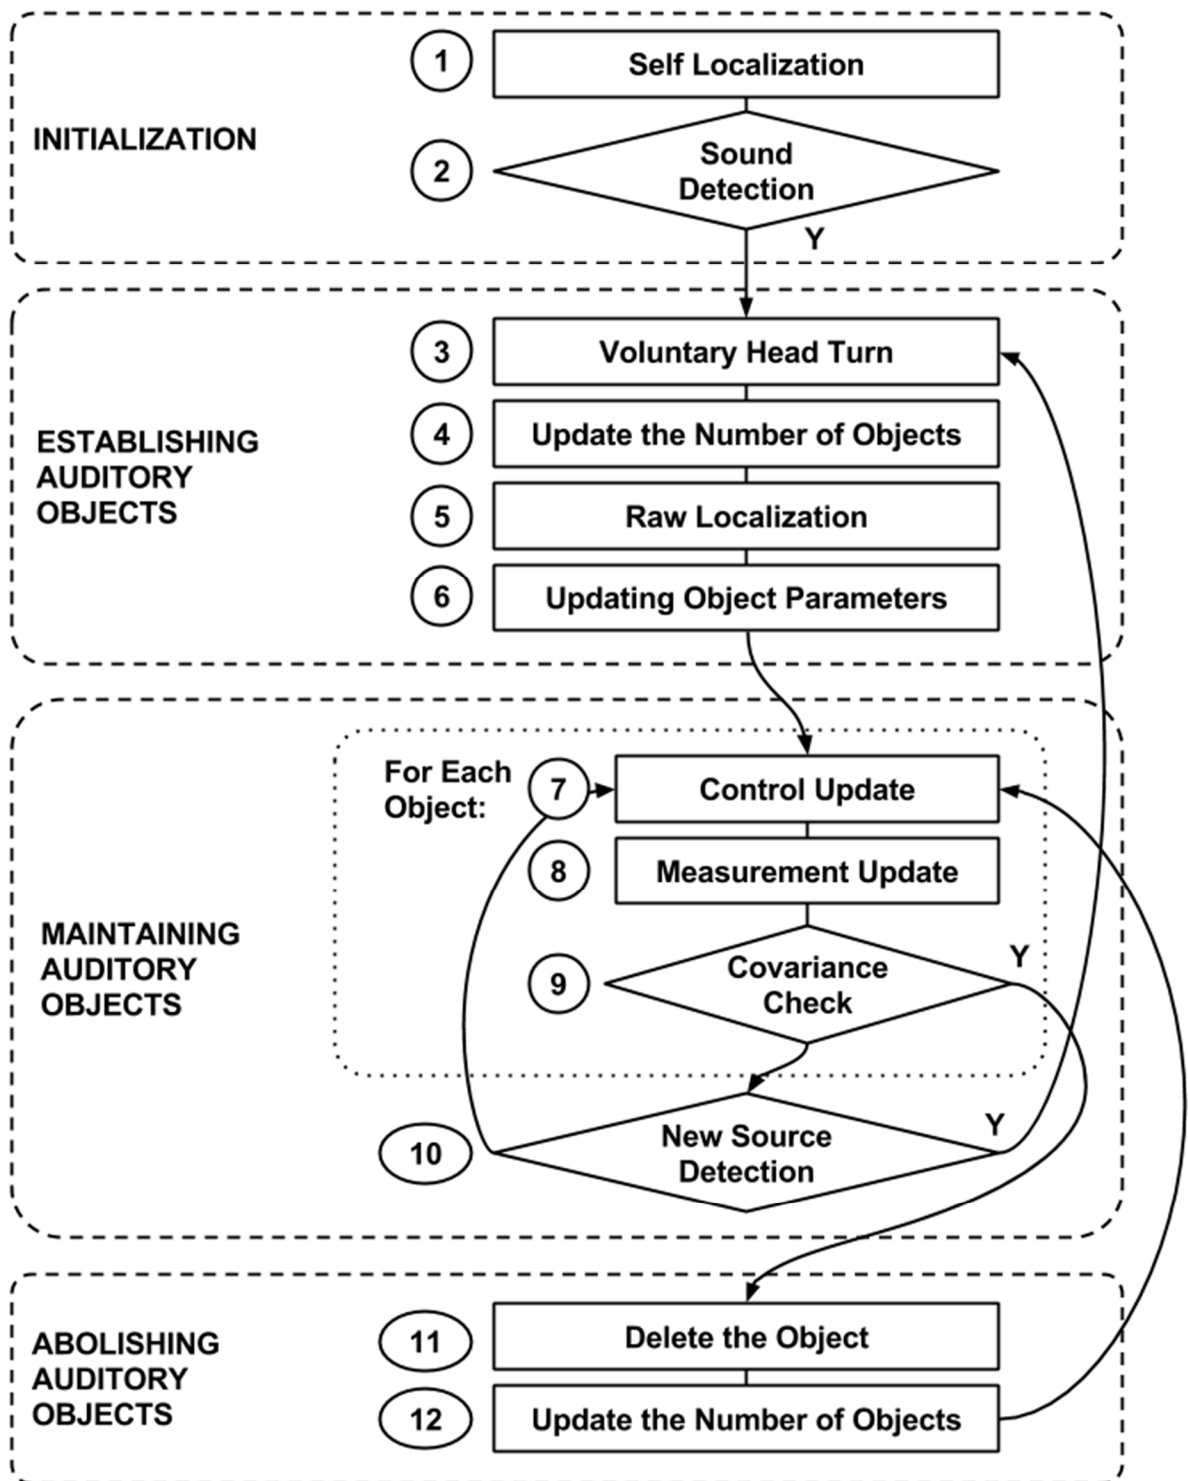 1
Self Localization
INITIALIZATION
2
Sound
Detection
Y
3
Voluntary Head Turn
4
Update the Number of Objects
ESTABLISHING
AUDITORY
OBJECTS
5
Raw Localization
6
Updating Object Parameters
For Each
Object:
7
Control Update
8
Measurement Update
MAINTAINING
AUDITORY
OBJECTS
9
Covariance
Check
Y
10
New Source
Detection
Y
ABOLISHING
AUDITORY
OBJECTS
11
Delete the Object
12
Update the Number of Objects